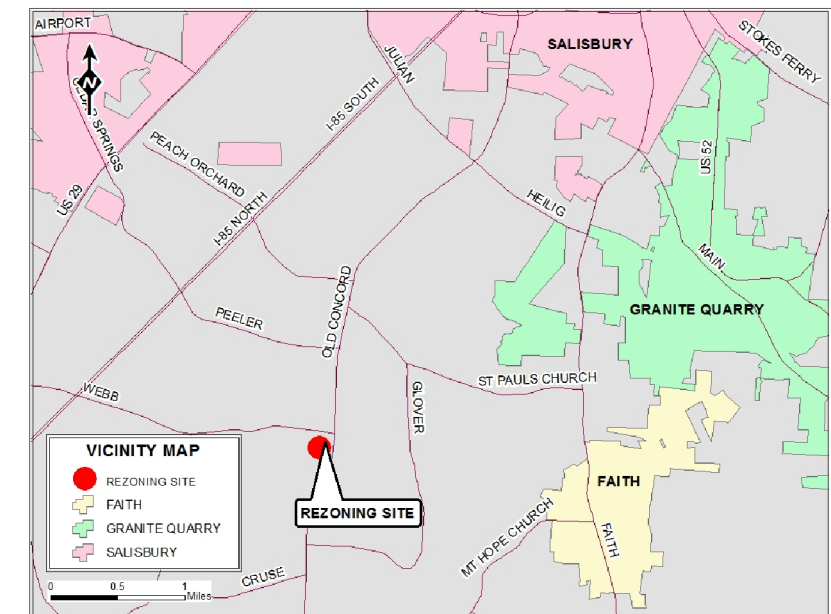 AIRPORT
SALISBURY
STOKES FERRY
JULIAN
N
SPRINGS
I-85 SOUTH
PEACH ORCHARD
US 52
US 29
I-85 NORTH
HEILIG
MAIN
OLD CONCORD
GRANITE QUARRY
PEELER
WEBB
GLOVER
ST PAULS CHURCH
VICINITY MAP
REZONING SITE
FAITH
GRANITE QUARRY
SALISBURY
REZONING SITE
FAITH
MT HOPE CHURCH
FAITH
CRUSE
0 0.5 1
Miles